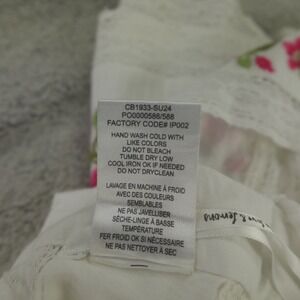 CB1933-SU24
PO0000586/588
FACTORY CODE# IP002
HAND WASH COLD WITH
LIKE COLORS
DO NOT BLEACH
TUMBLE DRY LOW
COOL IRON OK IF NEEDED
DO NOT DRYCLEAN
LAVAGE EN MACHINE À FROID
AVEC DES COULEURS
SEMBLABLES
NE PAS JAVELLISER
SÈCHE-LINGE À BASSE
TEMPÉRATURE
FER FROID OK SI NÉCESSAIRE
NE PAS NETTOYER À SEC
& lemons